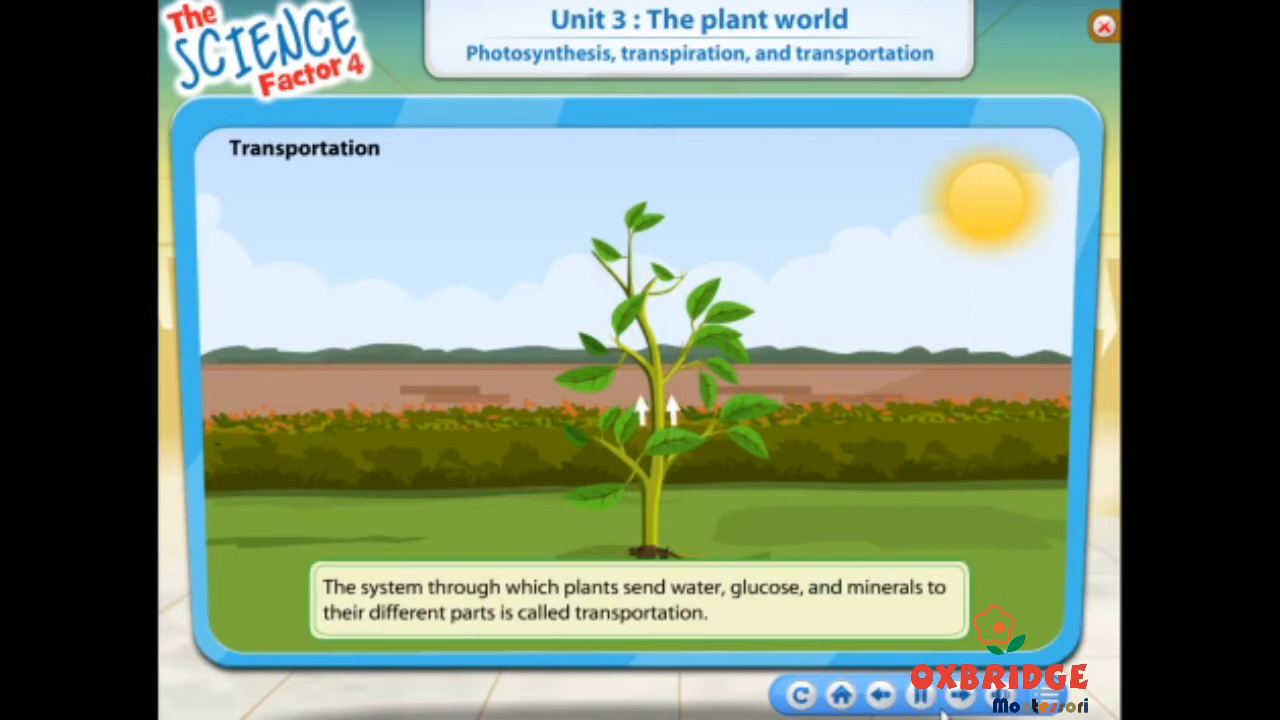 The
SCIENCE
Factor 4
Unit 3 : The plant world
Photosynthesis, transpiration, and transportation
Transportation
The system through which plants send water, glucose, and minerals to
their different parts is called transportation.
OXBRIDGE
Montessori